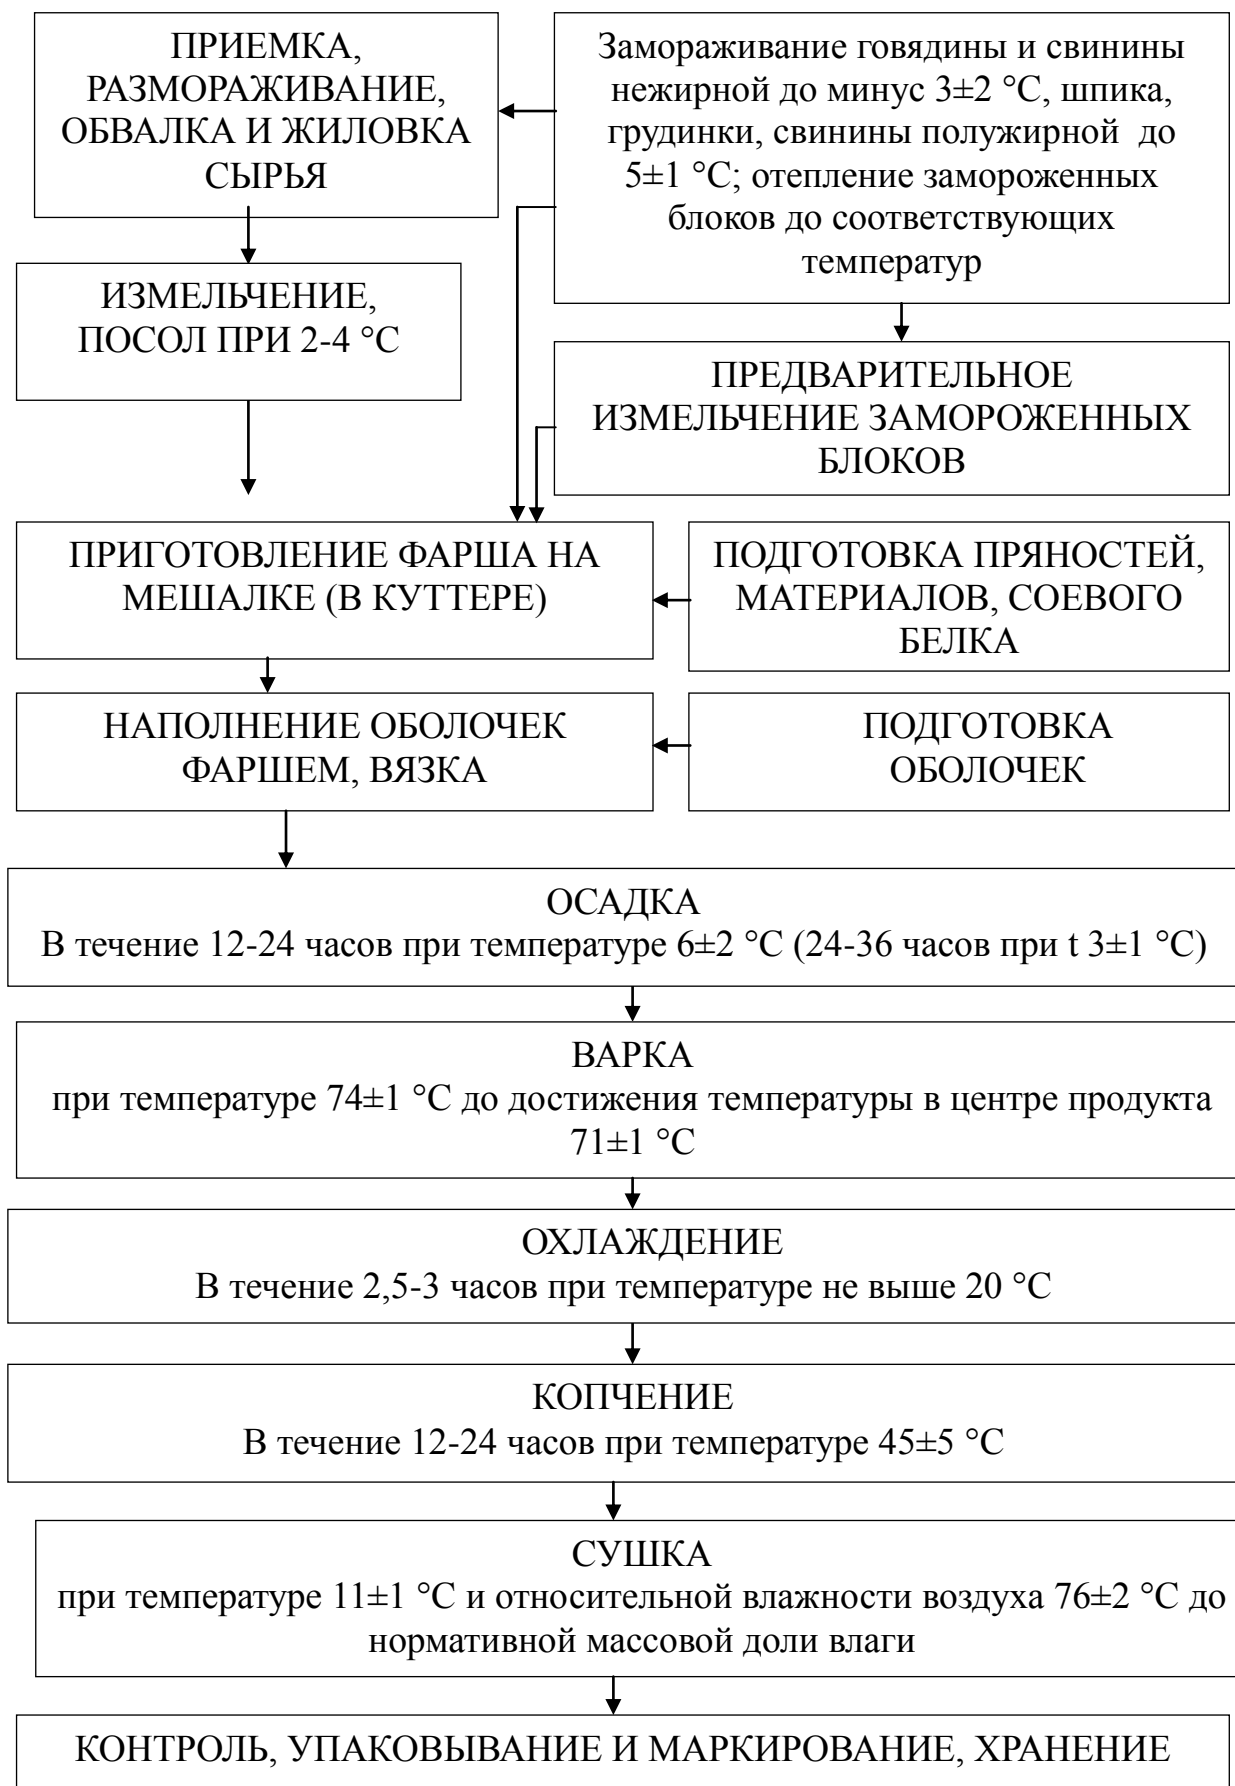 ПРИЕМКА,
РАЗМОРАЖИВАНИЕ,
ОБВАЛКА И ЖИЛОВКА
СЫРЬЯ
Замораживание говядины и свинины
нежирной до минус 3±2 °С, шпика,
грудинки, свинины полужирной до
5±1 °С; отепление замороженных
блоков до соответствующих
температур
ИЗМЕЛЬЧЕНИЕ,
ПОСОЛ ПРИ 2-4 °С
ПРЕДВАРИТЕЛЬНОЕ
ИЗМЕЛЬЧЕНИЕ ЗАМОРОЖЕННЫХ
БЛОКОВ
ПРИГОТОВЛЕНИЕ ФАРША НА
МЕШАЛКЕ (В КУТТЕРЕ)
ПОДГОТОВКА ПРЯНОСТЕЙ,
МАТЕРИАЛОВ, СОЕВОГО
БЕЛКА
НАПОЛНЕНИЕ ОБОЛОЧЕК
ФАРШЕМ, ВЯЗКА
ПОДГОТОВКА
ОБОЛОЧЕК
ОСАДКА
В течение 12-24 часов при температуре 6±2 °С (24-36 часов при t 3±1 °С)
ВАРКА
при температуре 74±1 °С до достижения температуры в центре продукта
71±1 °С
ОХЛАЖДЕНИЕ
В течение 2,5-3 часов при температуре не выше 20 °С
КОПЧЕНИЕ
В течение 12-24 часов при температуре 45±5 °С
СУШКА
при температуре 11±1 °С и относительной влажности воздуха 76±2 °С до
нормативной массовой доли влаги
КОНТРОЛЬ, УПАКОВЫВАНИЕ И МАРКИРОВАНИЕ, ХРАНЕНИЕ